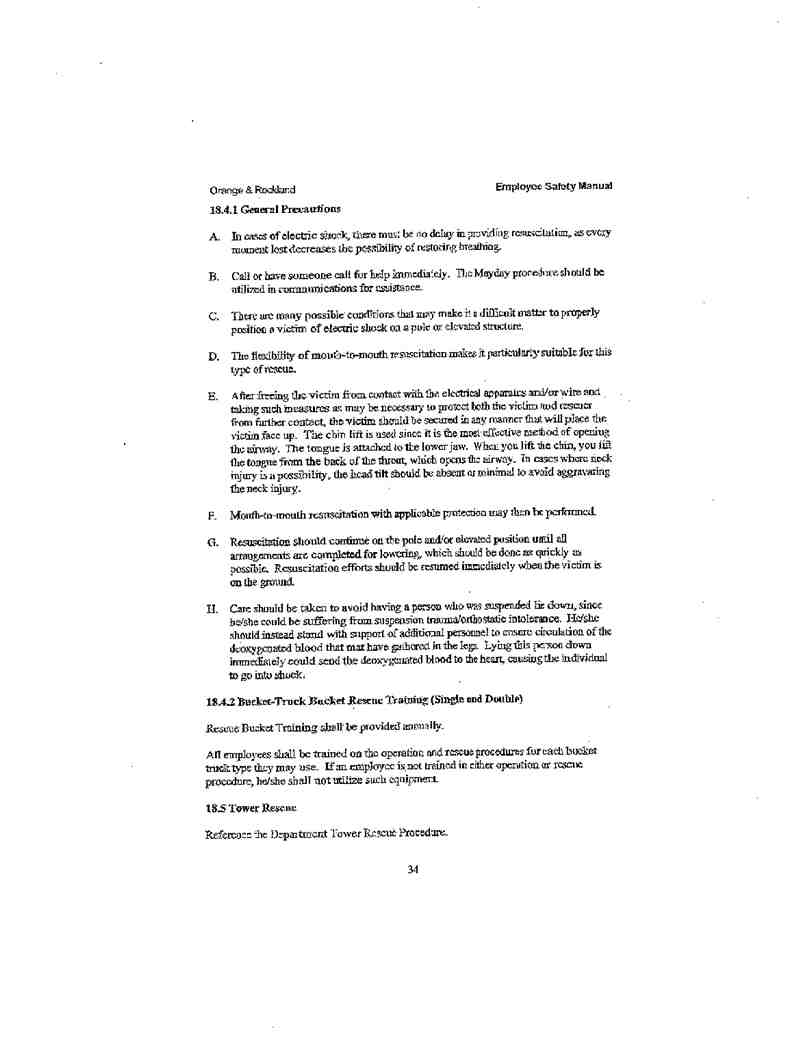 Orange & Rockland
Employee Safety Manual
18.4.1 General Precautions
A. In cases of electric shock, there must be no delay in providing resuscitation, as every
moment lost decreases the possibility of restoring breathing.
B. Call or have someone call for help immediately. The Mayday procedure should be
utilized in communications for assistance.
C. There are many possible conditions that may make it a difficult matter to properly
position a victim of electric shock on a pole or elevated structure.
D. The flexibility of mouth-to-mouth resuscitation makes it particularly suitable for this
type of rescue.
E. After freeing the victim from contact with the electrical apparatus and/or wire and
taking such measures as may be necessary to protect both the victim and rescuer
from further contact, the victim should be secured in any manner that will place the
victim face up. The chin lift is used since it is the most effective method of opening
the airway. The tongue is attached to the lower jaw. When you lift the chin, you lift
the tongue from the back of the throat, which opens the airway. In cases where neck
injury is a possibility, the head tilt should be absent or minimal to avoid aggravating
the neck injury.
F. Mouth-to-mouth resuscitation with applicable protection may then be performed.
G. Resuscitation should continue on the pole and/or elevated position until all
arrangements are completed for lowering, which should be done as quickly as
possible. Resuscitation efforts should be resumed immediately when the victim is
on the ground.
H. Care should be taken to avoid having a person who was suspended lie down, since
he/she could be suffering from suspension trauma/orthostatic intolerance. He/she
should instead stand with support of additional personnel to ensure circulation of the
deoxygenated blood that mat have gathered in the legs. Lying this person down
immediately could send the deoxygenated blood to the heart, causing the individual
to go into shock.
18.4.2 Bucket-Truck Bucket Rescue Training (Single and Double)
Rescue Bucket Training shall be provided annually.
All employees shall be trained on the operation and rescue procedures for each bucket
truck type they may use. If an employee is not trained in either operation or rescue
procedure, he/she shall not utilize such equipment.
18.5 Tower Rescue
Reference the Department Tower Rescue Procedure.
34